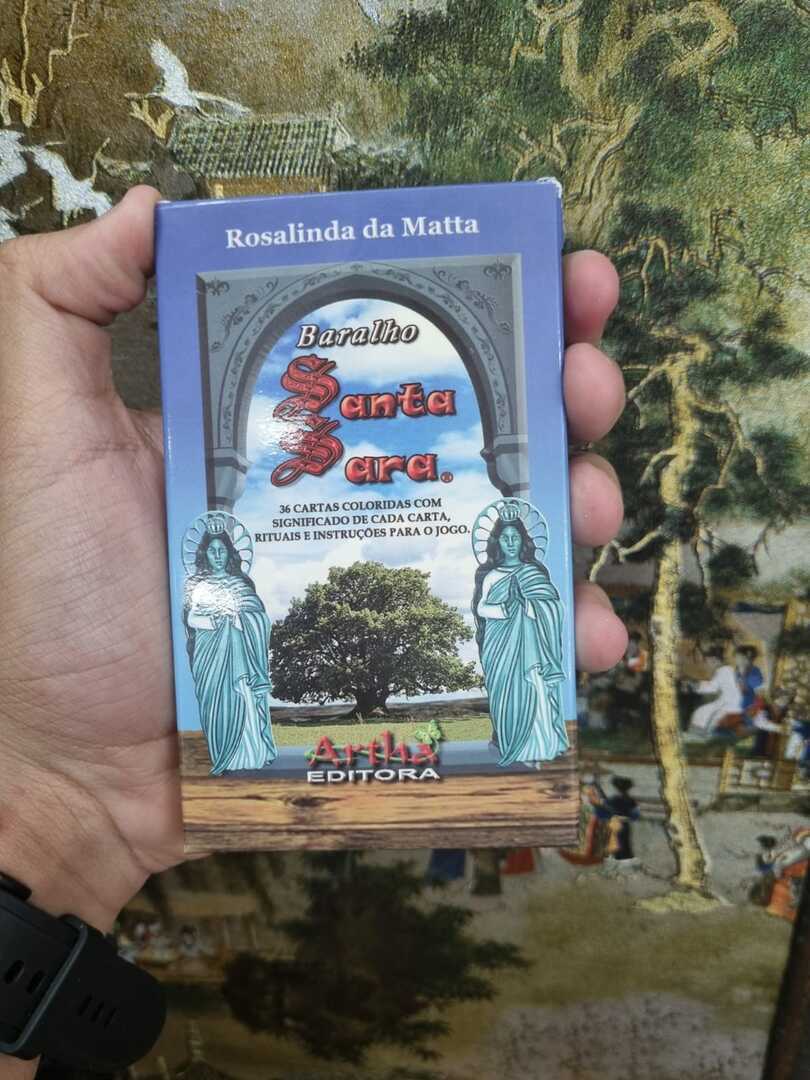 Rosalinda da Matta
Baralho
Santa
Sara.
36 CARTAS COLORIDAS COM
SIGNIFICADO DE CADA CARTA,
RITUAIS E INSTRUÇÕES PARA O JOGO.
Artha
EDITORA